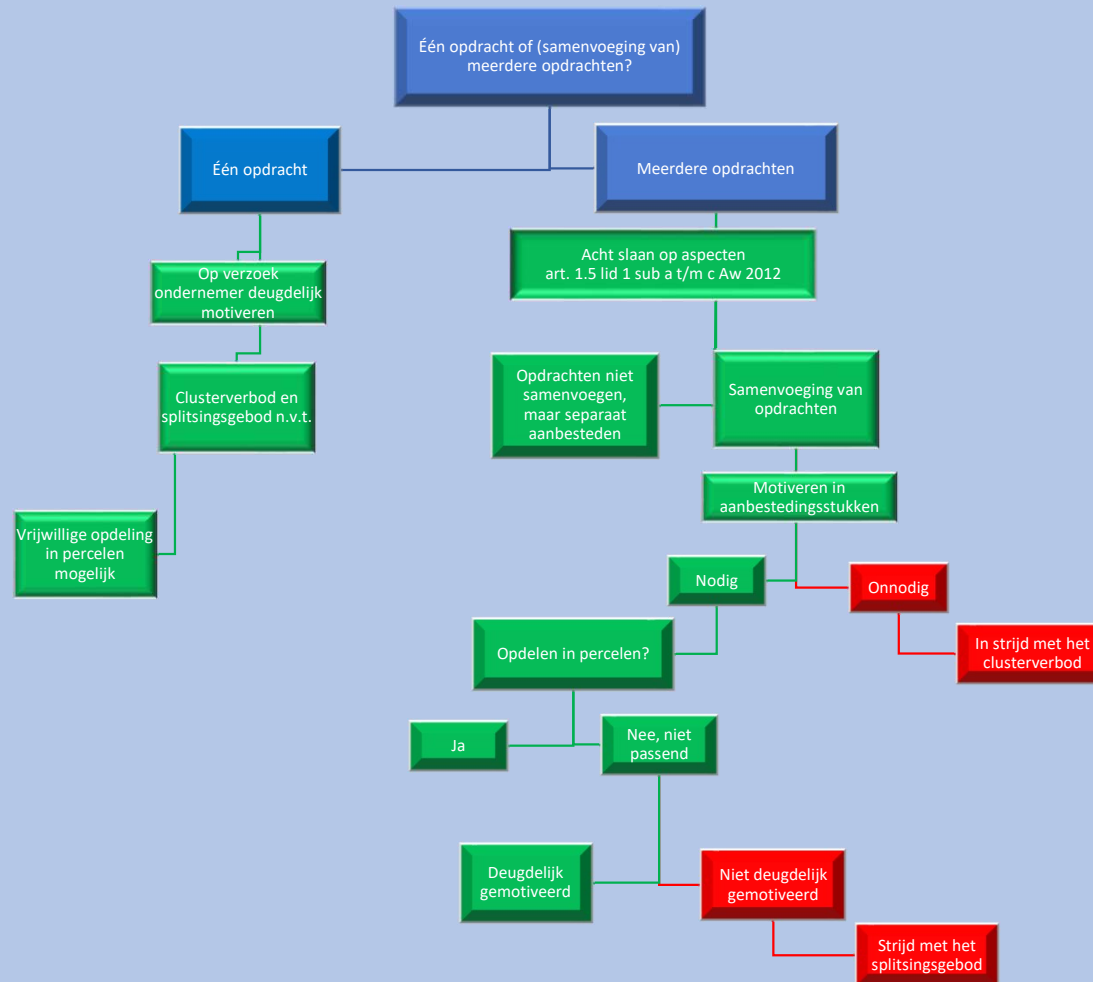 Één opdracht of (samenvoeging van)
meerdere opdrachten?
Één opdracht
Meerdere opdrachten
Op verzoek
ondernemer deugdelijk
motiveren
Acht slaan op aspecten
art. 1.5 lid 1 sub a t/m c Aw 2012
Clusterverbod en
splitsingsgebod n.v.t.
Opdrachten niet
samenvoegen,
maar separaat
aanbesteden
Samenvoeging van
opdrachten
Vrijwillige opdeling
in percelen
mogelijk
Motiveren in
aanbestedingsstukken
Nodig
Onnodig
Opdelen in percelen?
In strijd met het
clusterverbod
Ja
Nee, niet
passend
Deugdelijk
gemotiveerd
Niet deugdelijk
gemotiveerd
Strijd met het
splitsingsgebod